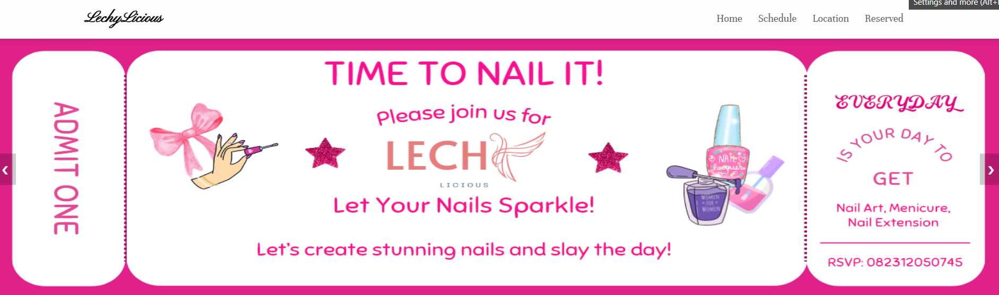 Settings and more (Alt+
LechyLicious
Home Schedule Location Reserved
ADMIT ONE
TIME TO NAIL IT!
Please join us for
LECHY
LICIOUS
Let Your Nails Sparkle!
Let's create stunning nails and slay the day!
NAIL
lacquer
WOMEN
-FOR-
WOMEN
EVERYDAY
IS YOUR DAY TO
GET
Nail Art, Menicure,
Nail Extension
RSVP: 082312050745